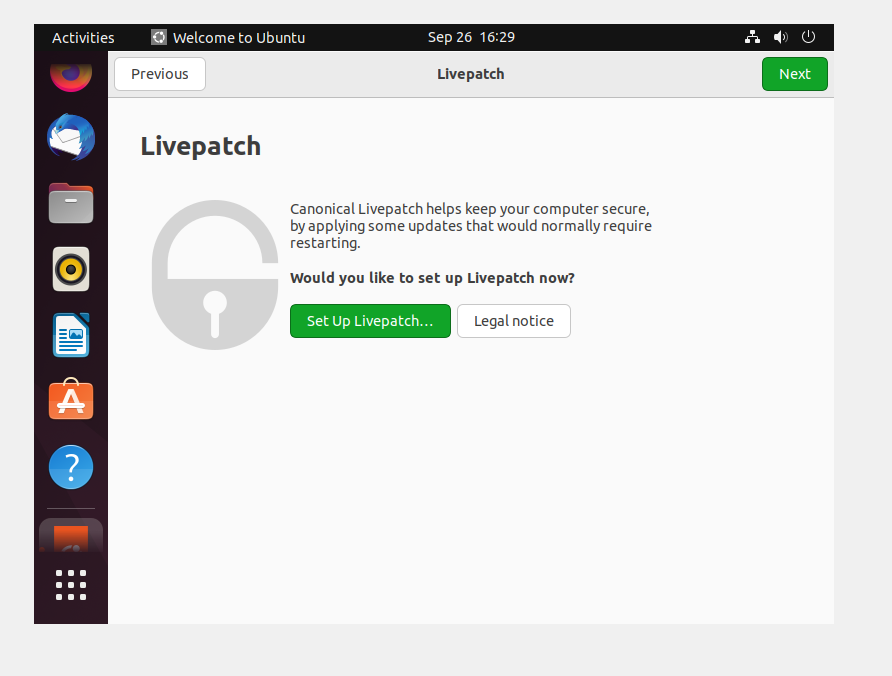 Activities
Welcome to Ubuntu
Sep 26 16:29
Previous
Livepatch
Next
Livepatch
Canonical Livepatch helps keep your computer secure,
by applying some updates that would normally require
restarting.
Would you like to set up Livepatch now?
Set Up Livepatch…
Legal notice